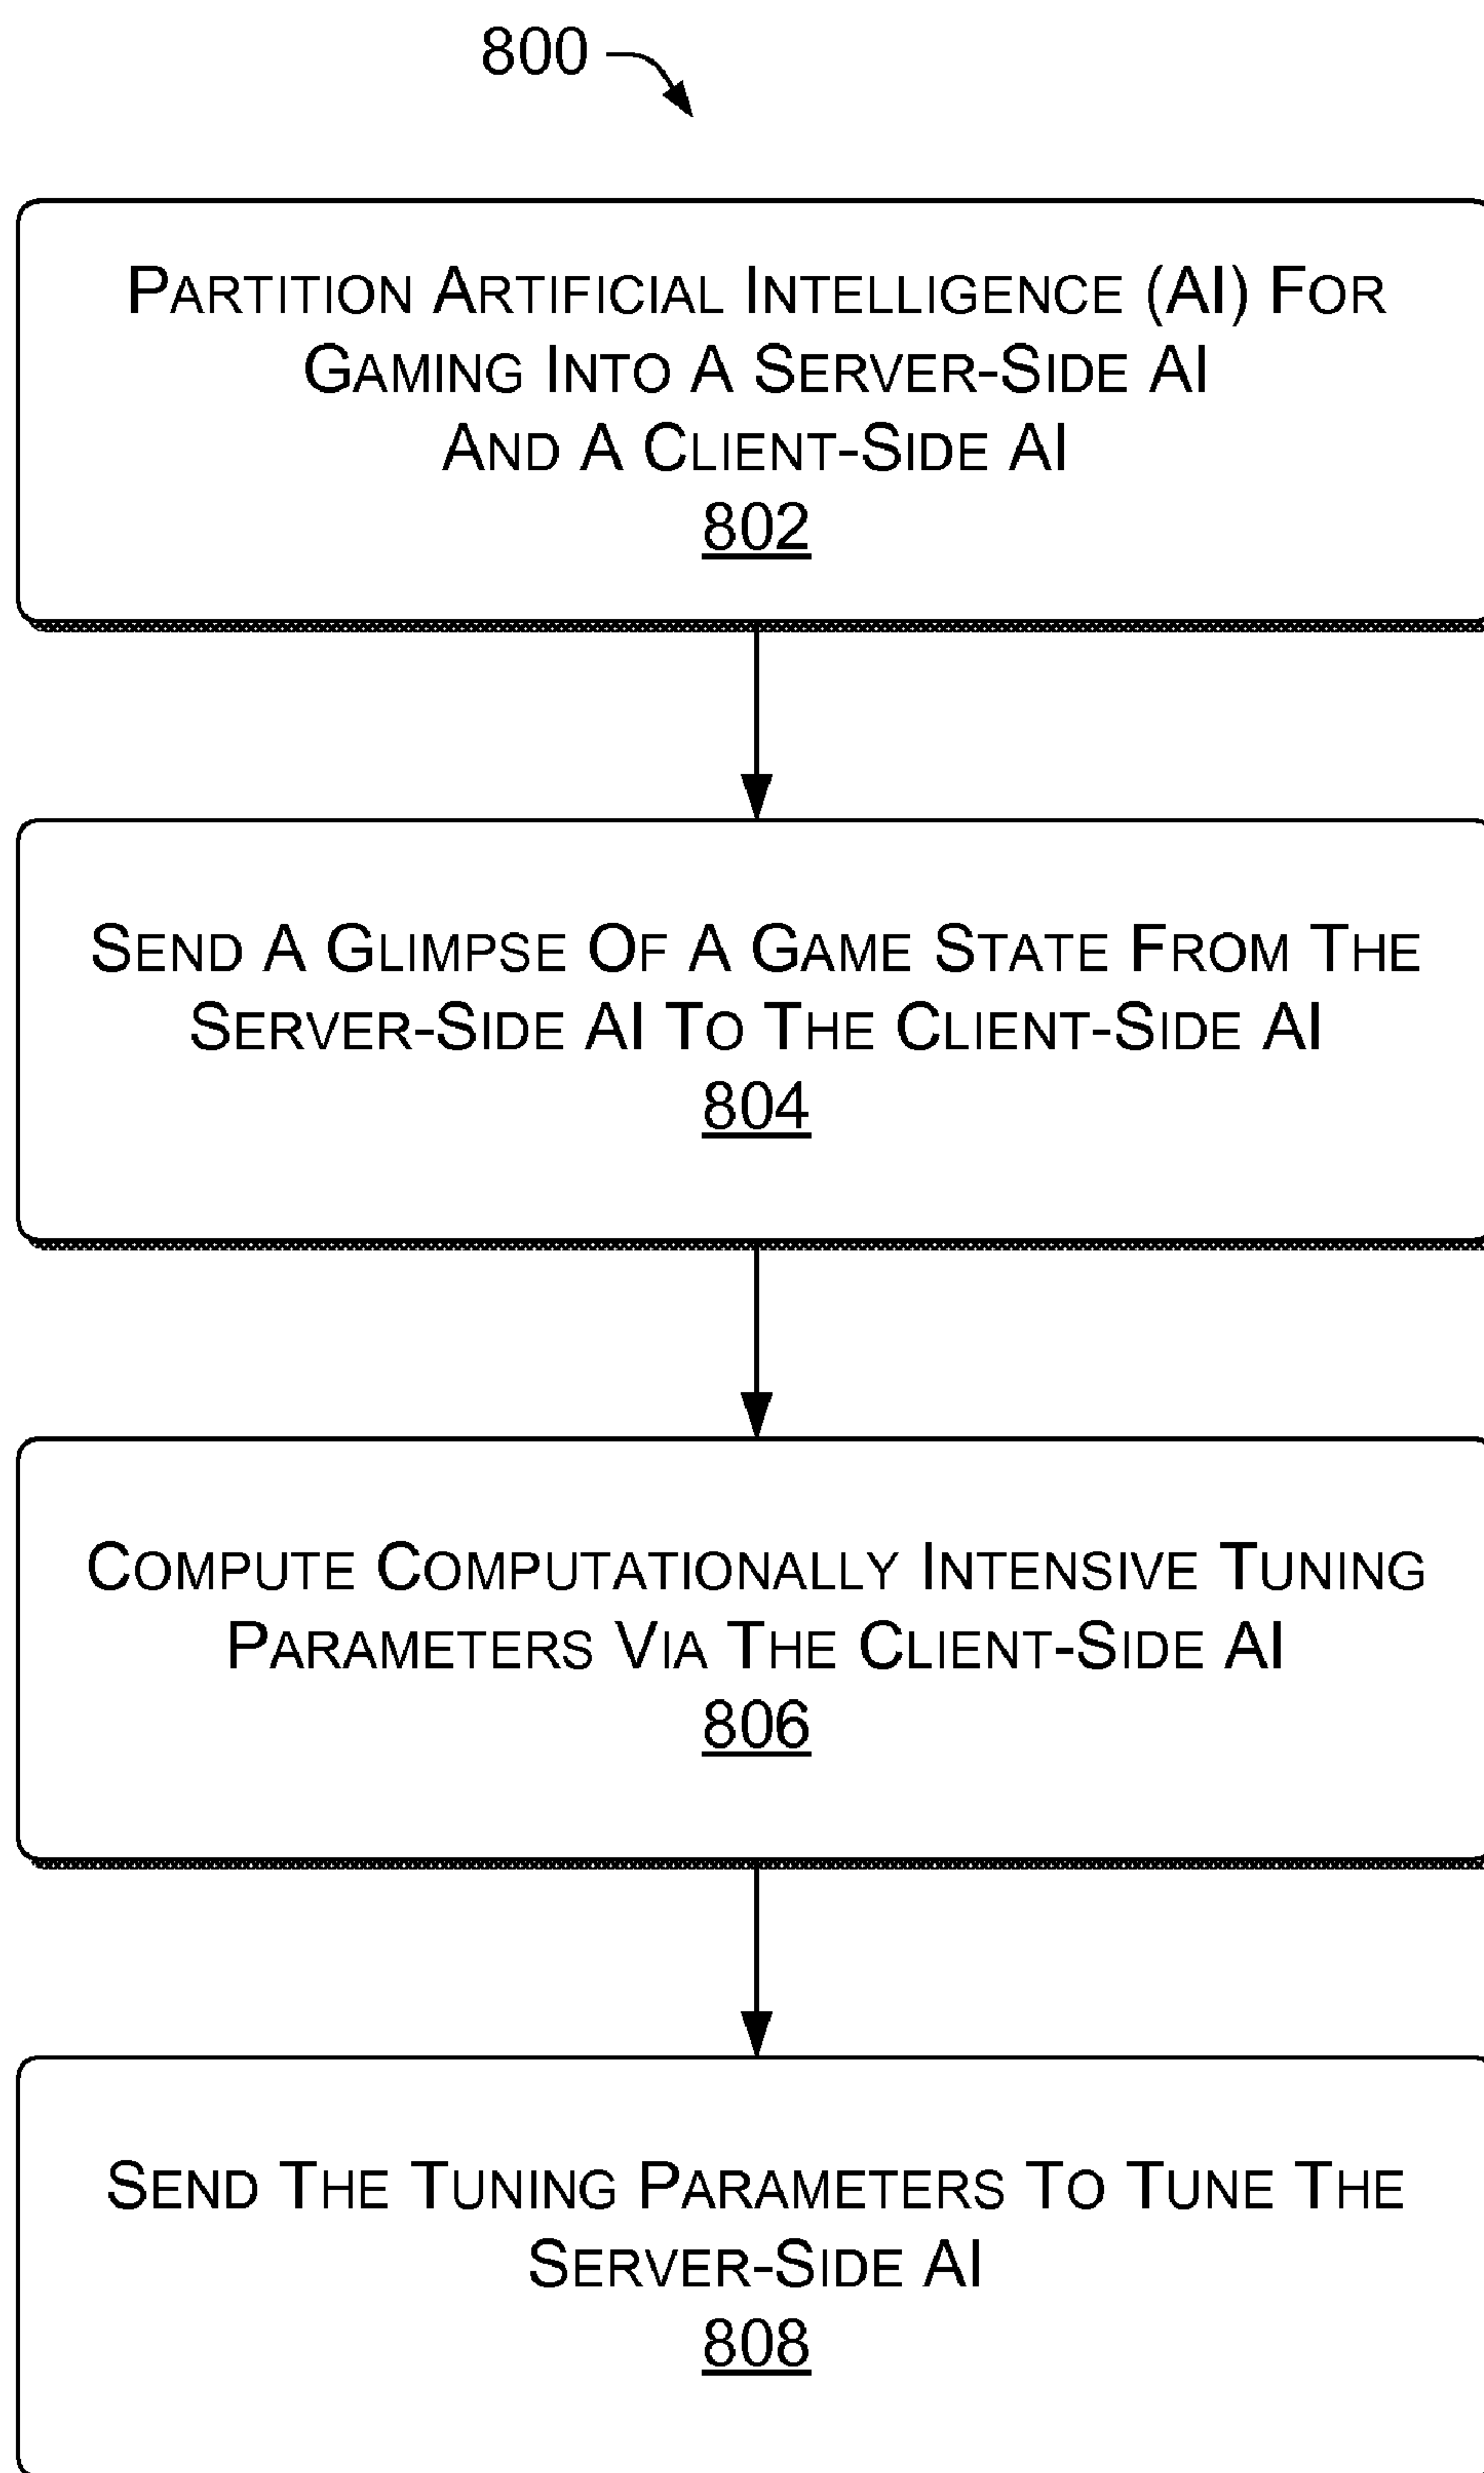 800
PARTITION ARTIFICIAL INTELLIGENCE (AI) FOR
GAMING INTO A SERVER-SIDE AI
AND A CLIENT-SIDE AI
802
SEND A GLIMPSE OF A GAME STATE FROM THE
SERVER-SIDE AI TO THE CLIENT-SIDE AI
804
COMPUTE COMPUTATIONALLY INTENSIVE TUNING
PARAMETERS VIA THE CLIENT-SIDE AI
806
SEND THE TUNING PARAMETERS TO TUNE THE
SERVER-SIDE AI
808